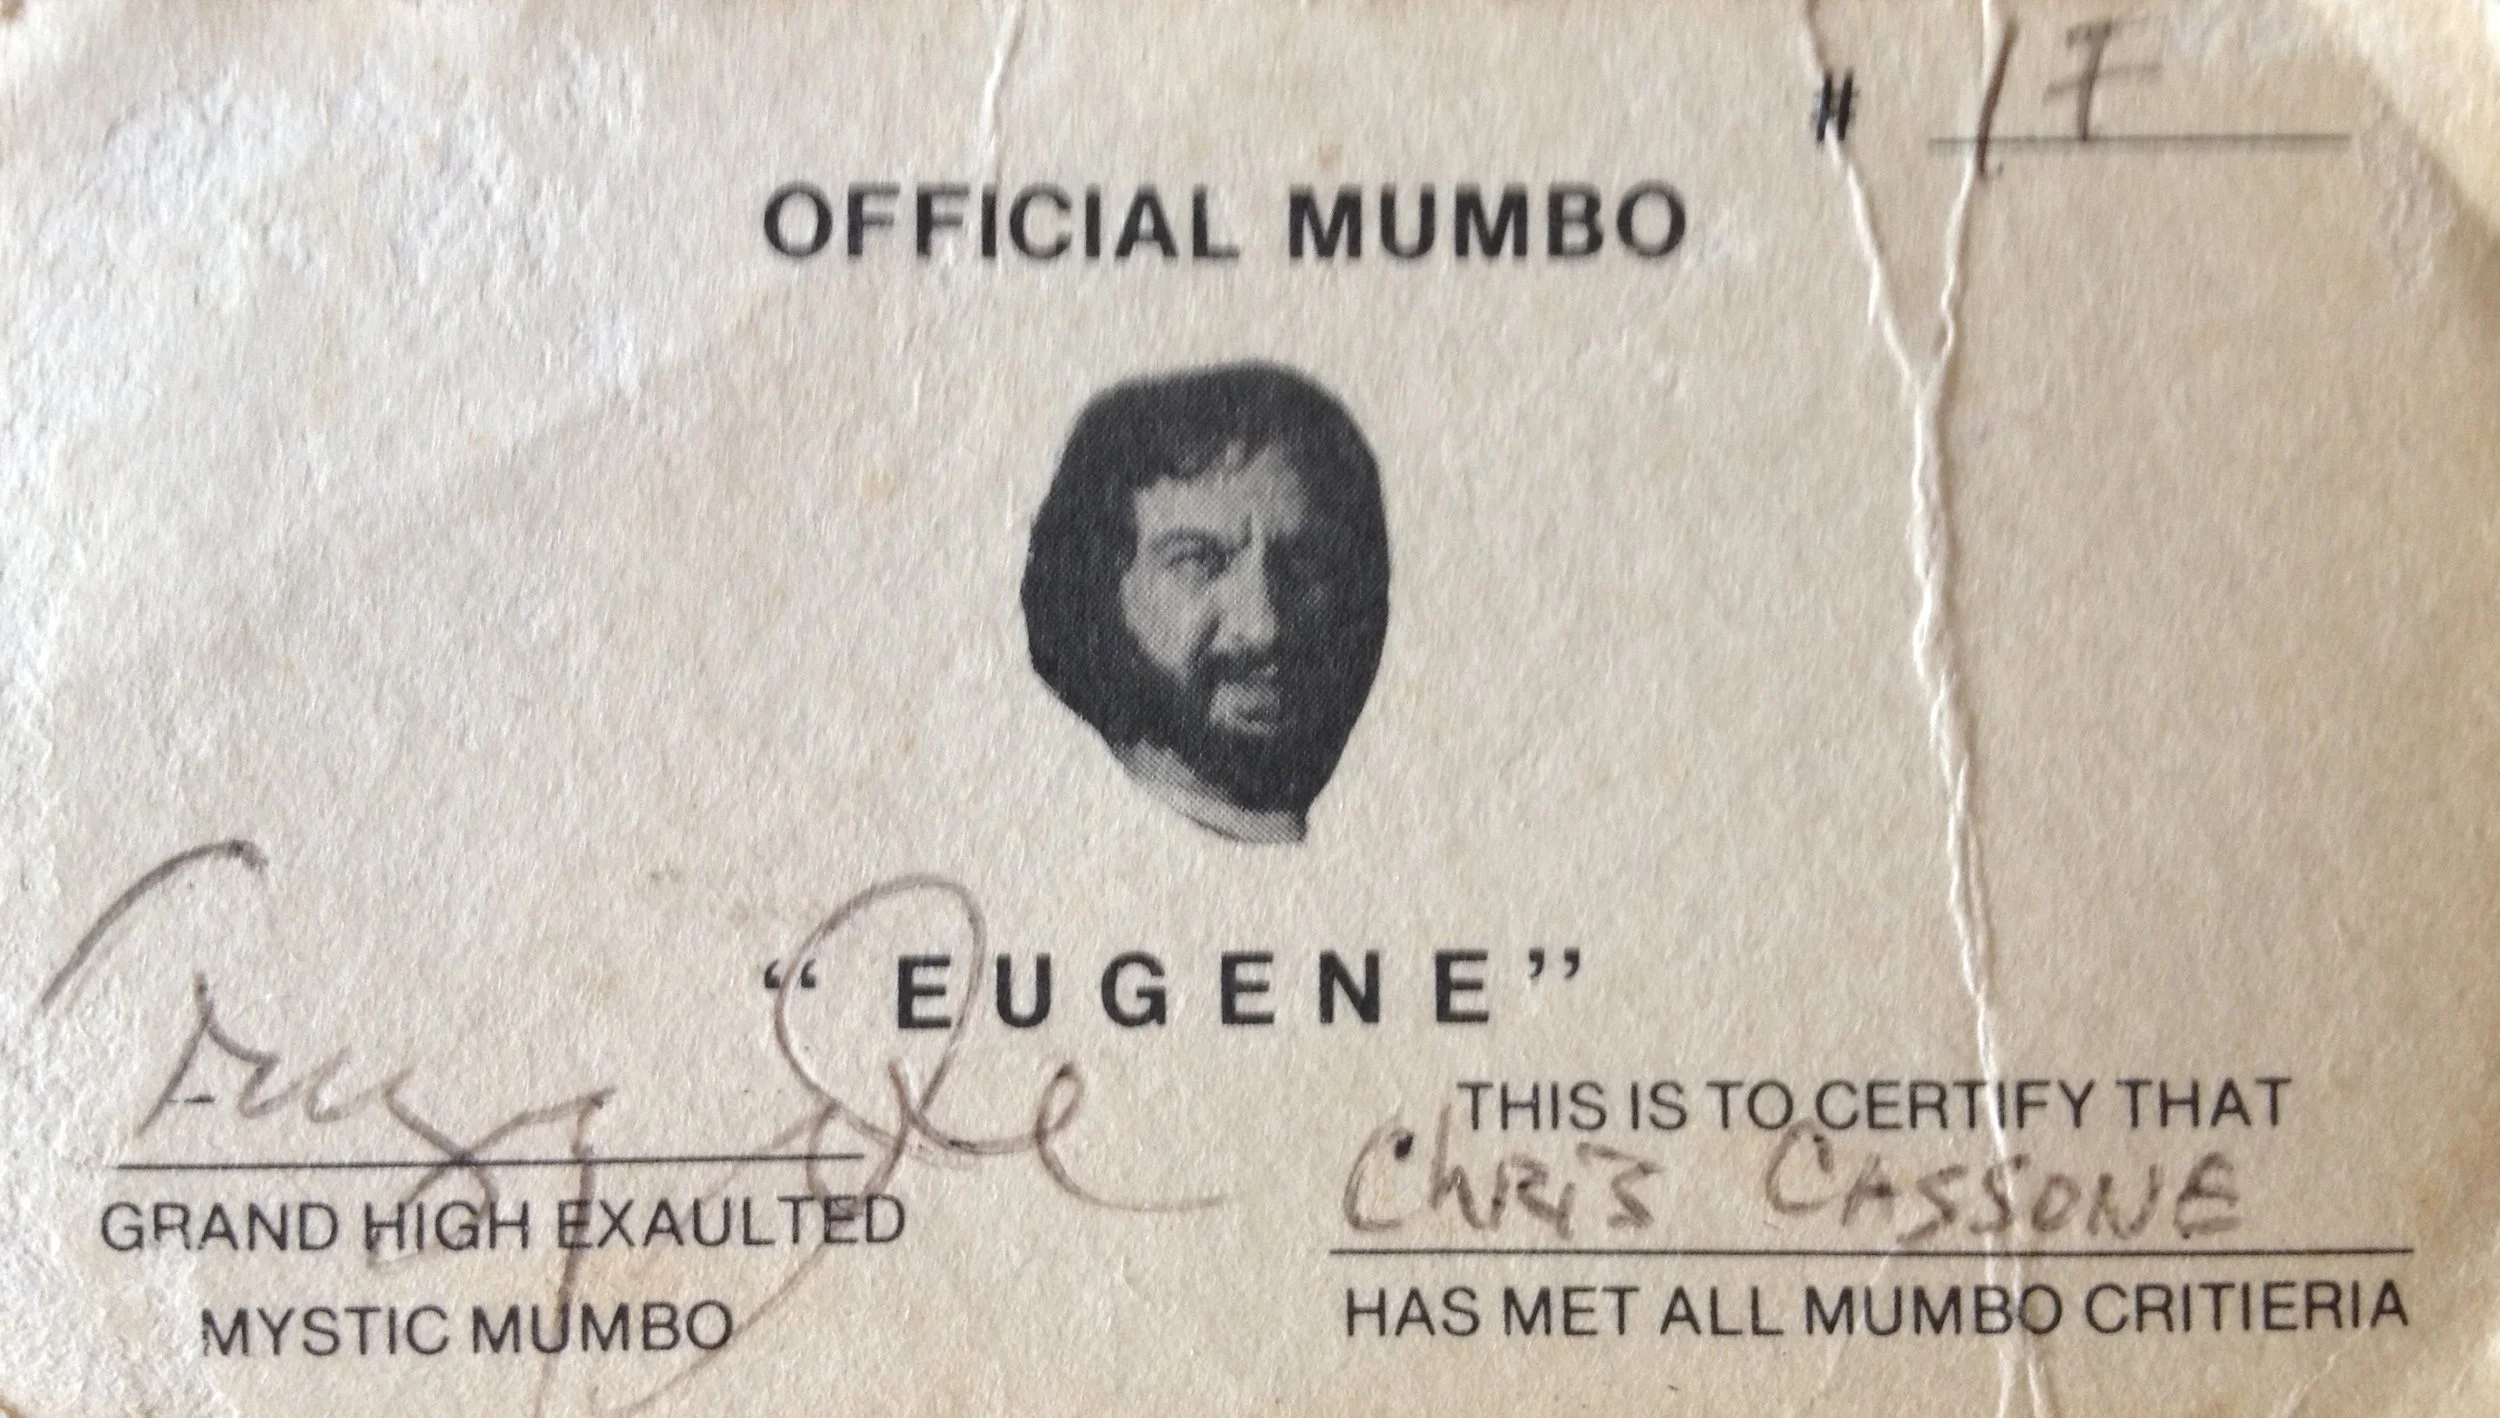 # 17
OFFICIAL MUMBO
“EUGENE”
GRAND HIGH EXAULTED
MYSTIC MUMBO
THIS IS TO CERTIFY THAT
CHRIS CASSONE
HAS MET ALL MUMBO CRITIERIA